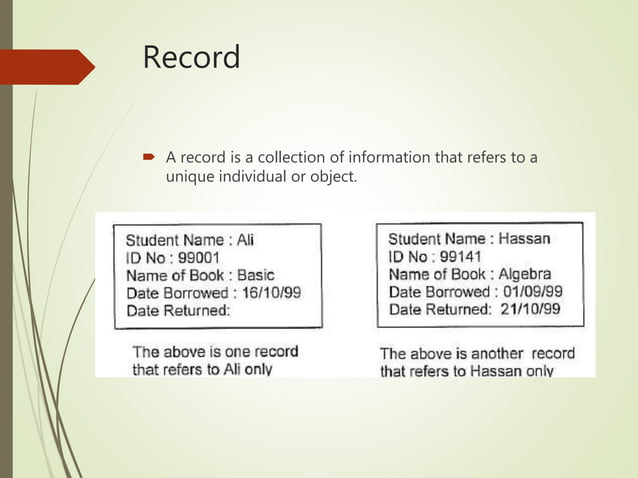 Record
A record is a collection of information that refers to a
unique individual or object.
Student Name : Ali
ID No : 99001
Name of Book : Basic
Date Borrowed : 16/10/99
Date Returned:
The above is one record
that refers to Ali only
Student Name : Hassan
ID No : 99141
Name of Book : Algebra
Date Borrowed : 01/09/99
Date Returned: 21/10/99
The above is another record
that refers to Hassan only